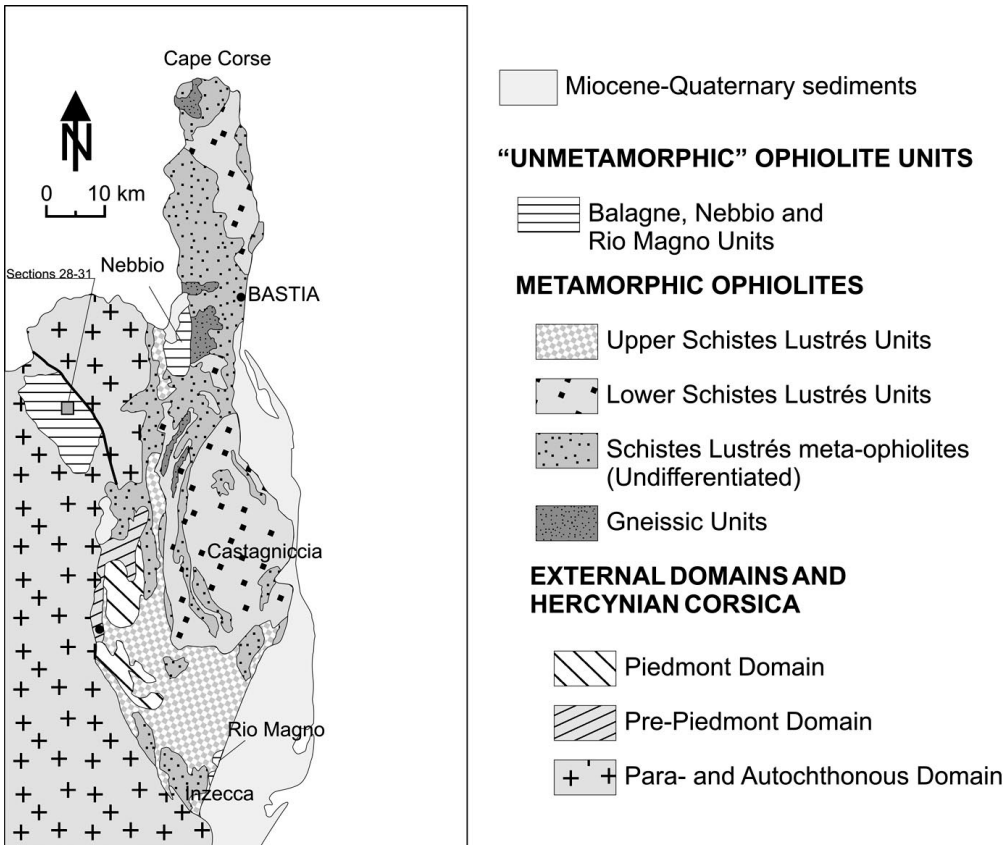 Cape Corse
N
0 10 km
Nebbio
Sections 28-31
BASTIA
Castagniccia
Rio Magno
Inzecca
Miocene-Quaternary sediments
“UNMETAMORPHIC” OPHIOLITE UNITS
Balagne, Nebbio and
Rio Magno Units
METAMORPHIC OPHIOLITES
Upper Schistes Lustrés Units
Lower Schistes Lustrés Units
Schistes Lustrés meta-ophiolites
(Undifferentiated)
Gneissic Units
EXTERNAL DOMAINS AND
HERCYNIAN CORSICA
Piedmont Domain
Pre-Piedmont Domain
Para- and Autochthonous Domain